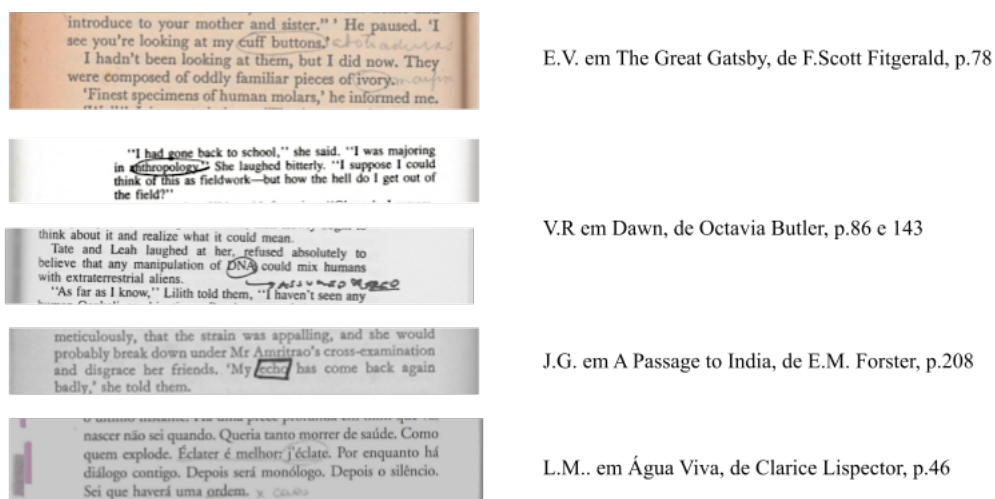 introduce to your mother and sister.” ’ He paused. ‘I
see you're looking at my cuff buttons.’ abotoaduras
I hadn't been looking at them, but I did now. They
were composed of oddly familiar pieces of ivory. marfim
‘Finest specimens of human molars,’ he informed me.
E.V. em The Great Gatsby, de F.Scott Fitgerald, p.78
“I had gone back to school,” she said. “I was majoring
in anthropology.” She laughed bitterly. “I suppose I could
think of this as fieldwork—but how the hell do I get out of
the field?”
think about it and realize what it could mean.
Tate and Leah laughed at her, refused absolutely to
believe that any manipulation of DNA could mix humans
with extraterrestrial aliens.
“As far as I know,” Lilith told them, “I haven't seen any
V.R em Dawn, de Octavia Butler, p.86 e 143
meticulously, that the strain was appalling, and she would
probably break down under Mr Amritrao's cross-examination
and disgrace her friends. ‘My echo has come back again
badly,’ she told them.
J.G. em A Passage to India, de E.M. Forster, p.208
nascer não sei quando. Queria tanto morrer de saúde. Como
quem explode. Éclater é melhor: j'éclate. Por enquanto há
diálogo contigo. Depois será monólogo. Depois o silêncio.
Sei que haverá uma ordem. x caos
L.M.. em Água Viva, de Clarice Lispector, p.46